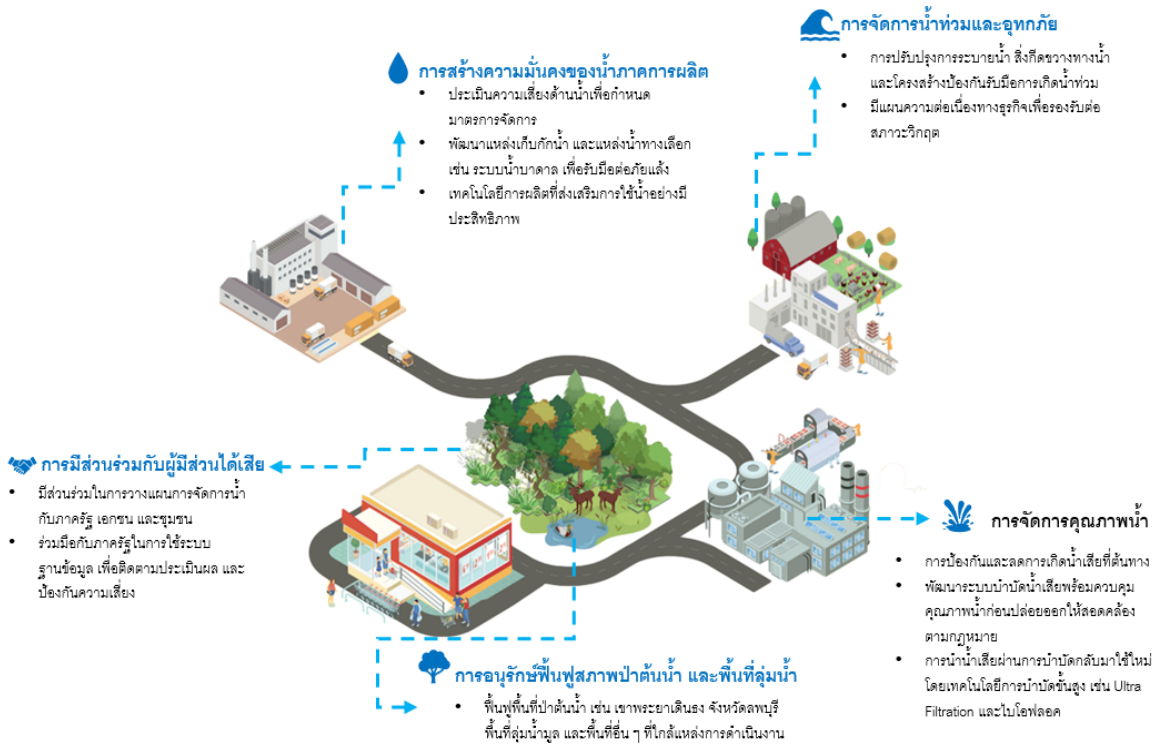 การจัดการน้ำท่วมและอุทกภัย
• การปรับปรุงการระบายน้ำ สิ่งกีดขวางทางน้ำ
และโครงสร้างป้องกันรับมือการเกิดน้ำท่วม
• มีแผนความต่อเนื่องทางธุรกิจเพื่อรองรับต่อ
สภาวะวิกฤต
การสร้างความมั่นคงของน้ำภาคการผลิต
• ประเมินความเสี่ยงด้านน้ำเพื่อกำหนด
มาตรการจัดการ
• พัฒนาแหล่งเก็บกักน้ำ และแหล่งน้ำทางเลือก
เช่น ระบบน้ำบาดาล เพื่อรับมือต่อภัยแล้ง
• เทคโนโลยีการผลิตที่ส่งเสริมการใช้น้ำอย่างมี
ประสิทธิภาพ
การมีส่วนร่วมกับผู้มีส่วนได้เสีย
• มีส่วนร่วมในการวางแผนการจัดการน้ำ
กับภาครัฐ เอกชน และชุมชน
• ร่วมมือกับภาครัฐในการใช้ระบบ
ฐานข้อมูล เพื่อติดตามประเมินผล และ
ป้องกันความเสี่ยง
การจัดการคุณภาพน้ำ
• การป้องกันและลดการเกิดน้ำเสียที่ต้นทาง
• พัฒนาระบบบำบัดน้ำเสียพร้อมควบคุม
คุณภาพน้ำก่อนปล่อยออกให้สอดคล้อง
ตามกฎหมาย
• การนำน้ำเสียผ่านการบำบัดกลับมาใช้ใหม่
โดยเทคโนโลยีการบำบัดขั้นสูง เช่น Ultra
Filtration และไบโอฟลอค
การอนุรักษ์ฟื้นฟูสภาพป่าต้นน้ำ และพื้นที่ลุ่มน้ำ
• ฟื้นฟูพื้นที่ป่าต้นน้ำ เช่น เขาพระยาเดินธง จังหวัดลพบุรี
พื้นที่ลุ่มน้ำมูล และพื้นที่อื่น ๆ ที่ใกล้แหล่งการดำเนินงาน